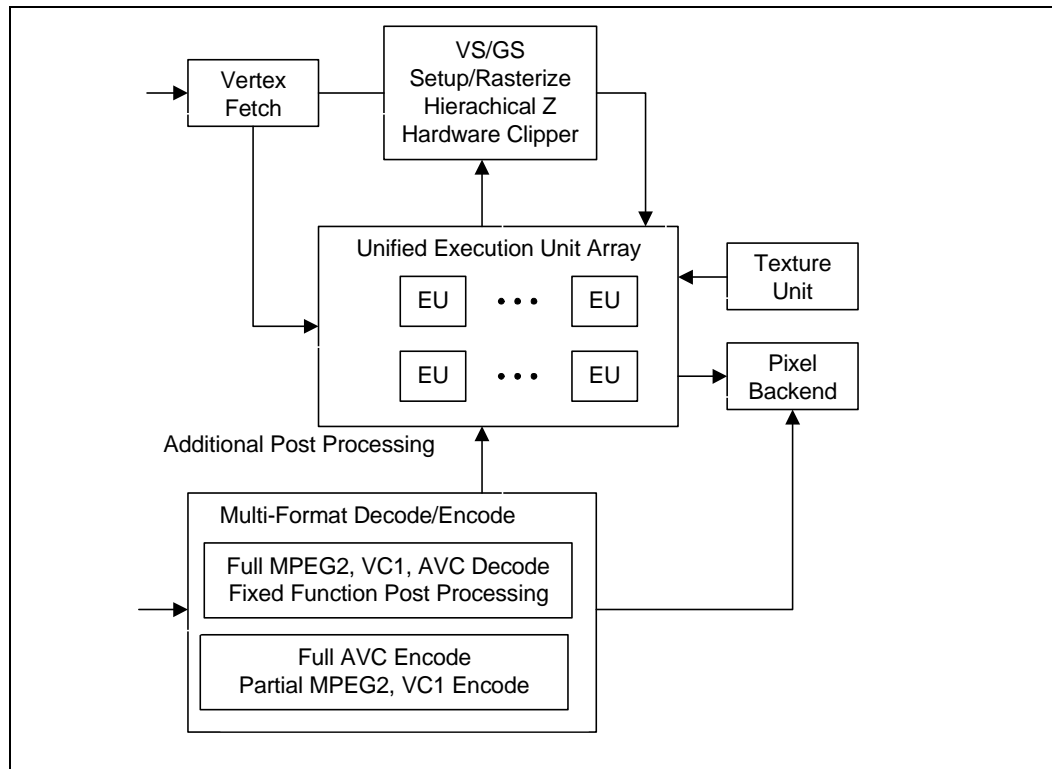 Vertex
Fetch
VS/GS
Setup/Rasterize
Hierachical Z
Hardware Clipper
Unified Execution Unit Array
EU
• • •
EU
EU
• • •
EU
Texture
Unit
Pixel
Backend
Additional Post Processing
Multi-Format Decode/Encode
Full MPEG2, VC1, AVC Decode
Fixed Function Post Processing
Full AVC Encode
Partial MPEG2, VC1 Encode